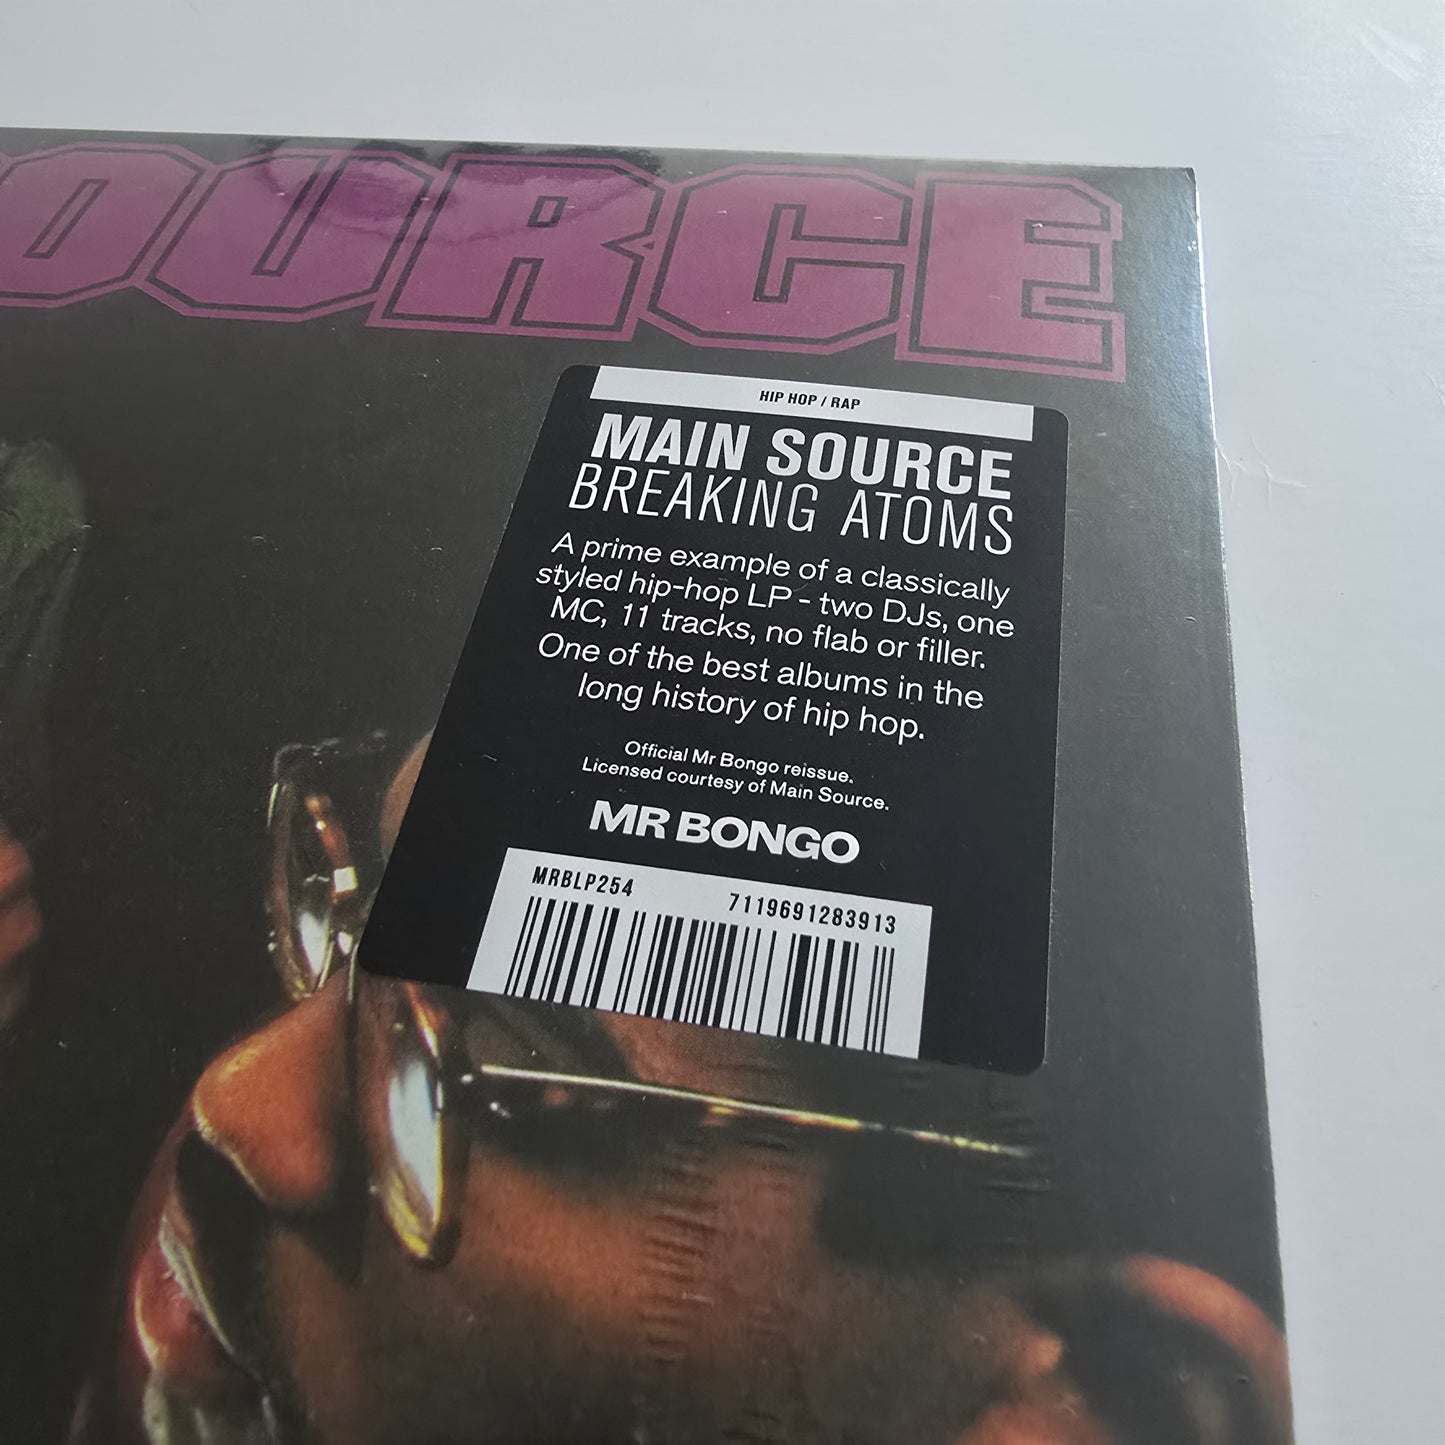 OURCE
HIP HOP / RAP
MAIN SOURCE
BREAKING ATOMS
A prime example of a classically
styled hip-hop LP - two DJs, one
MC, 11 tracks, no flab or filler.
One of the best albums in the
long history of hip hop.
Official Mr Bongo reissue.
Licensed courtesy of Main Source.
MR BONGO
MRBLP254 7119691283913